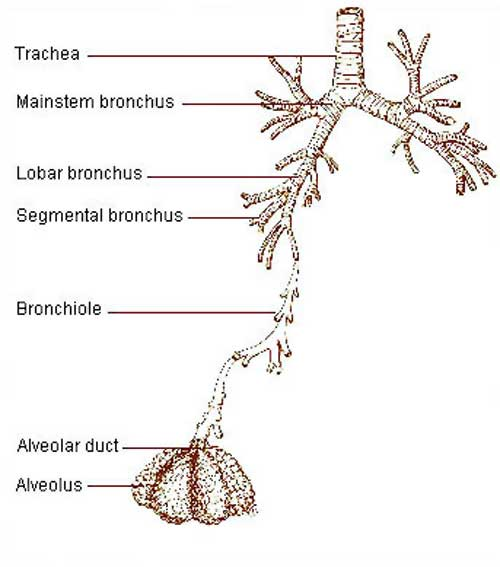 Trachea
Mainstem bronchus
Lobar bronchus
Segmental bronchus
Bronchiole
Alveolar duct
Alveolus